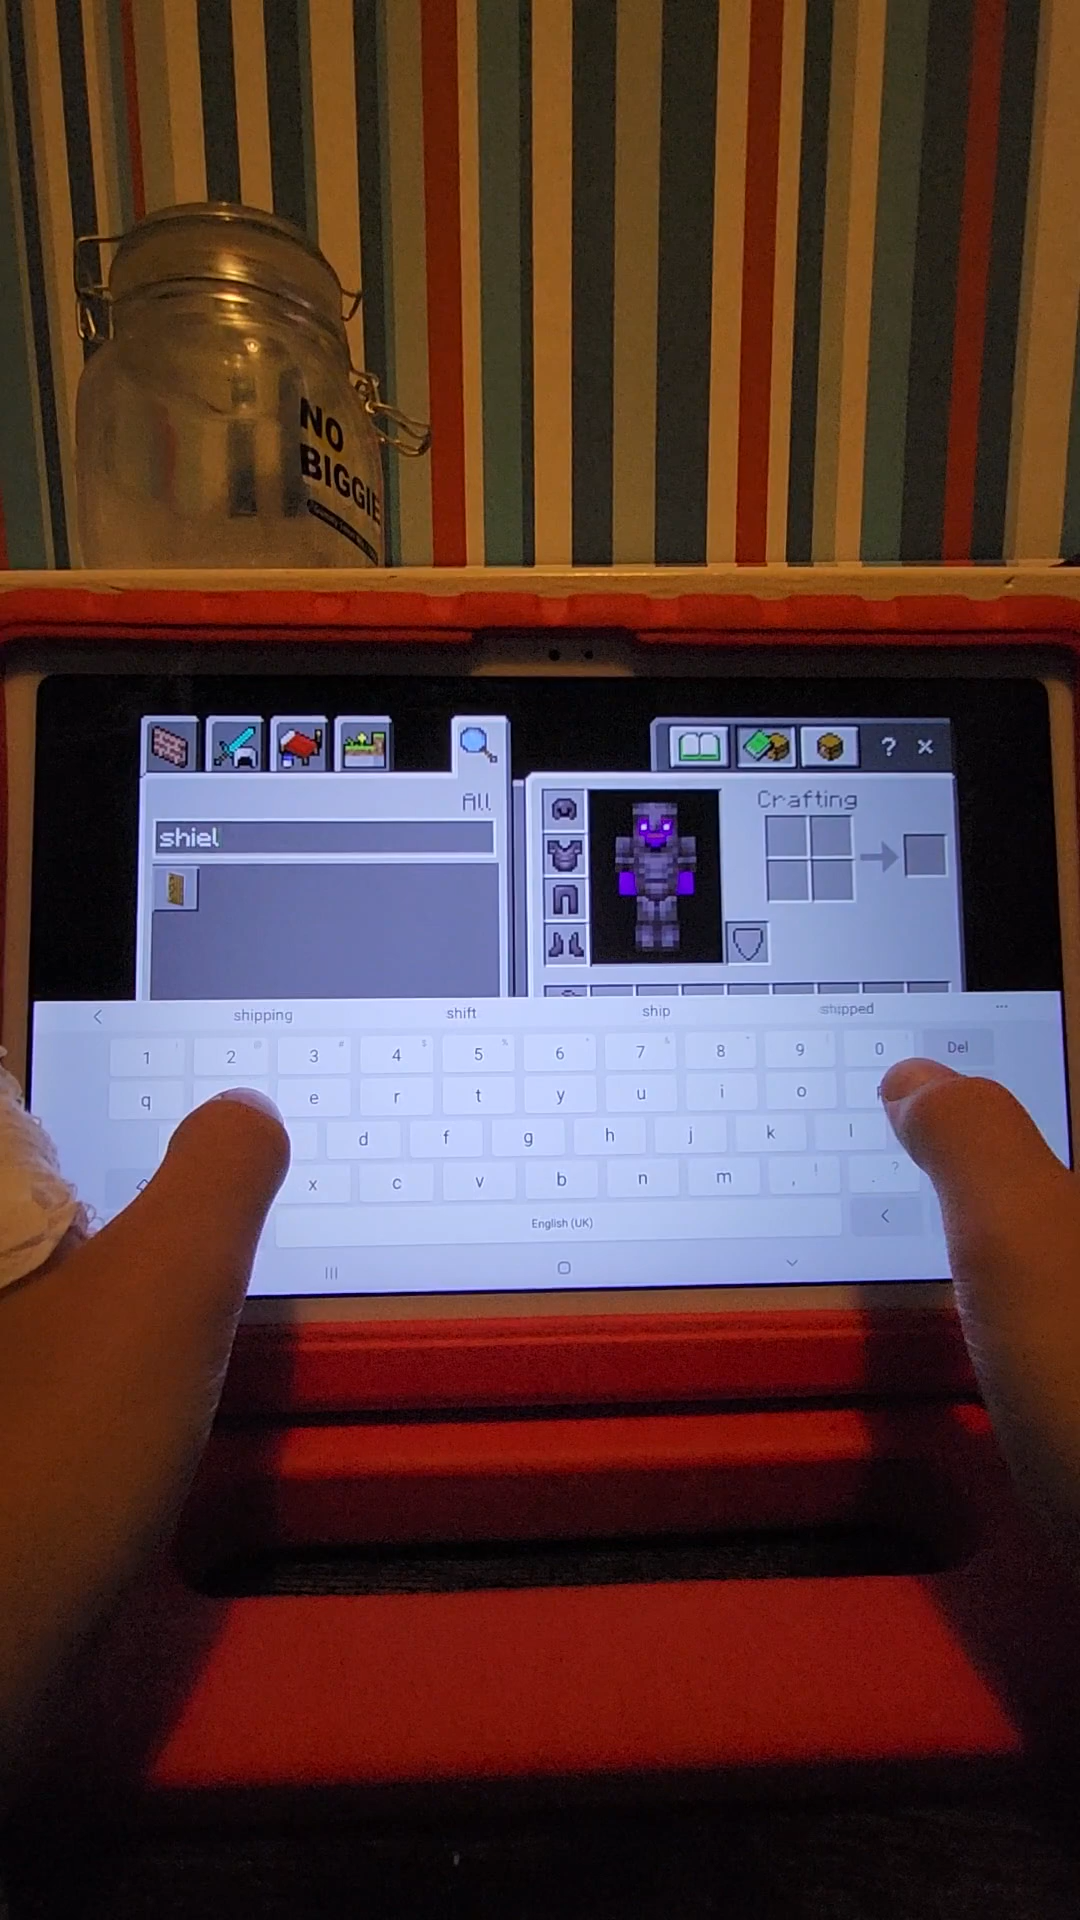 NO
BIGGIE
All
shiel
Crafting
? ×
shipping shift ship shipped ...
1 2 3 4 5 6 7 8 9 0 Del
q e r t y u i o p
d f g h j k l
x c v b n m , ! . ?
English (UK)